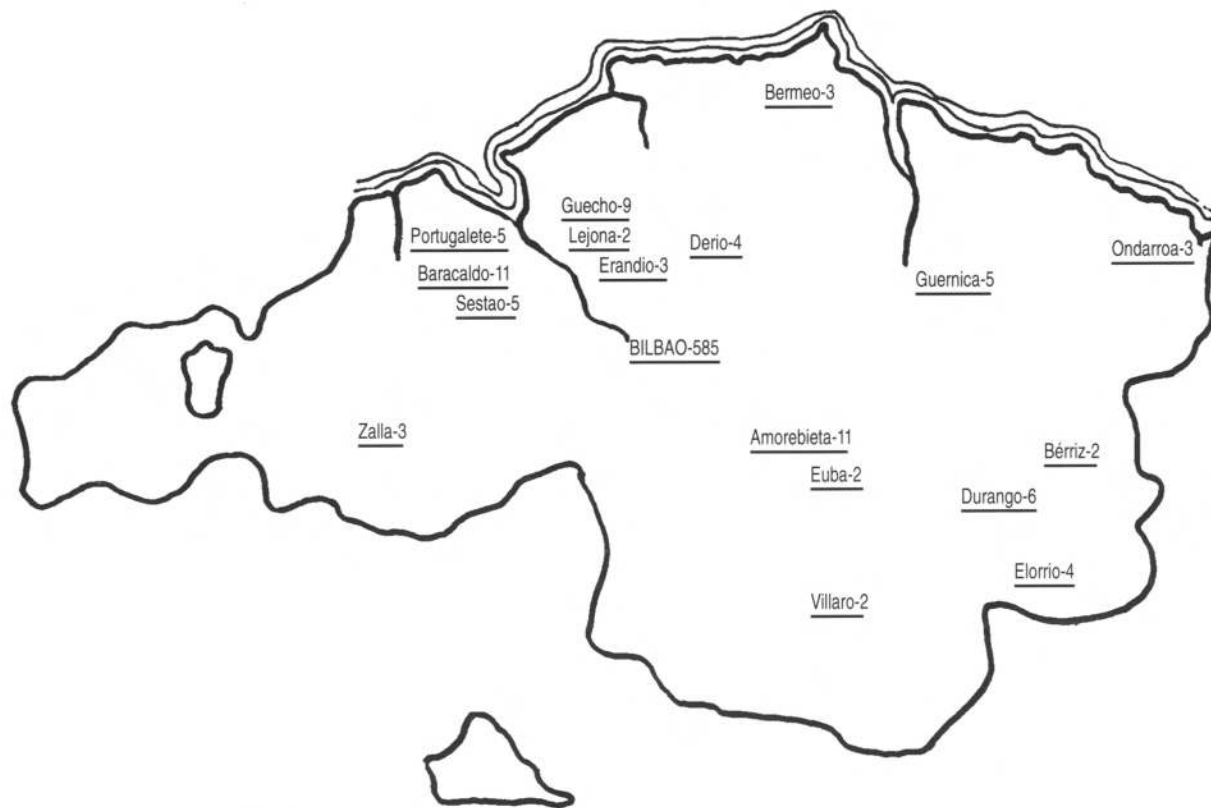 Bermeo-3
Guecho-9
Portugalete-5
Lejona-2
Derio-4
Ondarroa-3
Erandio-3
Baracaldo-11
Guernica-5
Sestao-5
BILBAO-585
Zalla-3
Amorebieta-11
Bérriz-2
Euba-2
Durango-6
Elorrio-4
Villaro-2